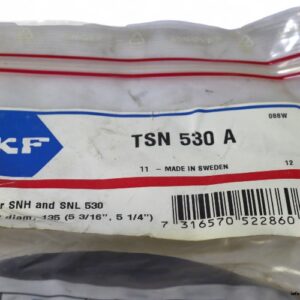 088W
KF
TSN 530 A
11 - MADE IN SWEDEN 12
r SNH and SNL 530
diam. 135 (5 3/16", 5 1/4")
7 316570 522860